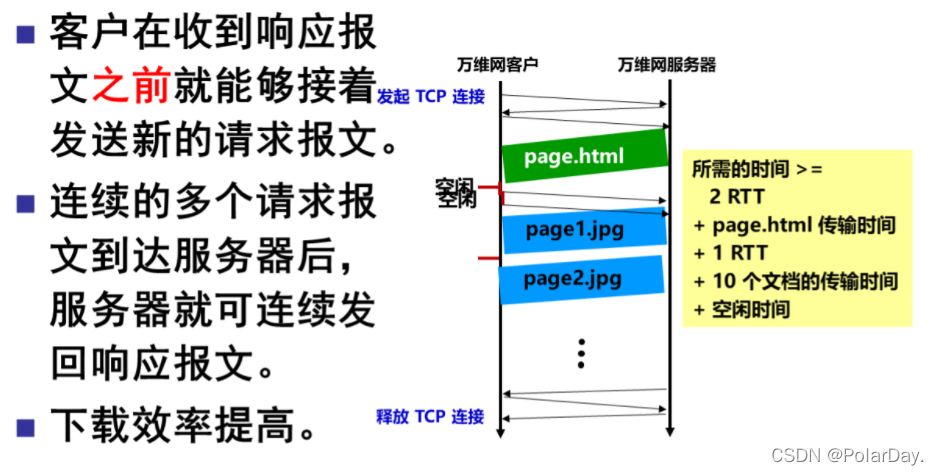 客户在收到响应报
文之前就能够接着
发送新的请求报文。
连续的多个请求报
文到达服务器后，
服务器就可连续发
回响应报文。
下载效率提高。
万维网客户
万维网服务器
发起 TCP 连接
page.html
空闲
空闲
page1.jpg
page2.jpg
释放 TCP 连接
所需的时间 >=
2 RTT
+ page.html 传输时间
+ 1 RTT
+ 10 个文档的传输时间
+ 空闲时间
CSDN @PolarDay.